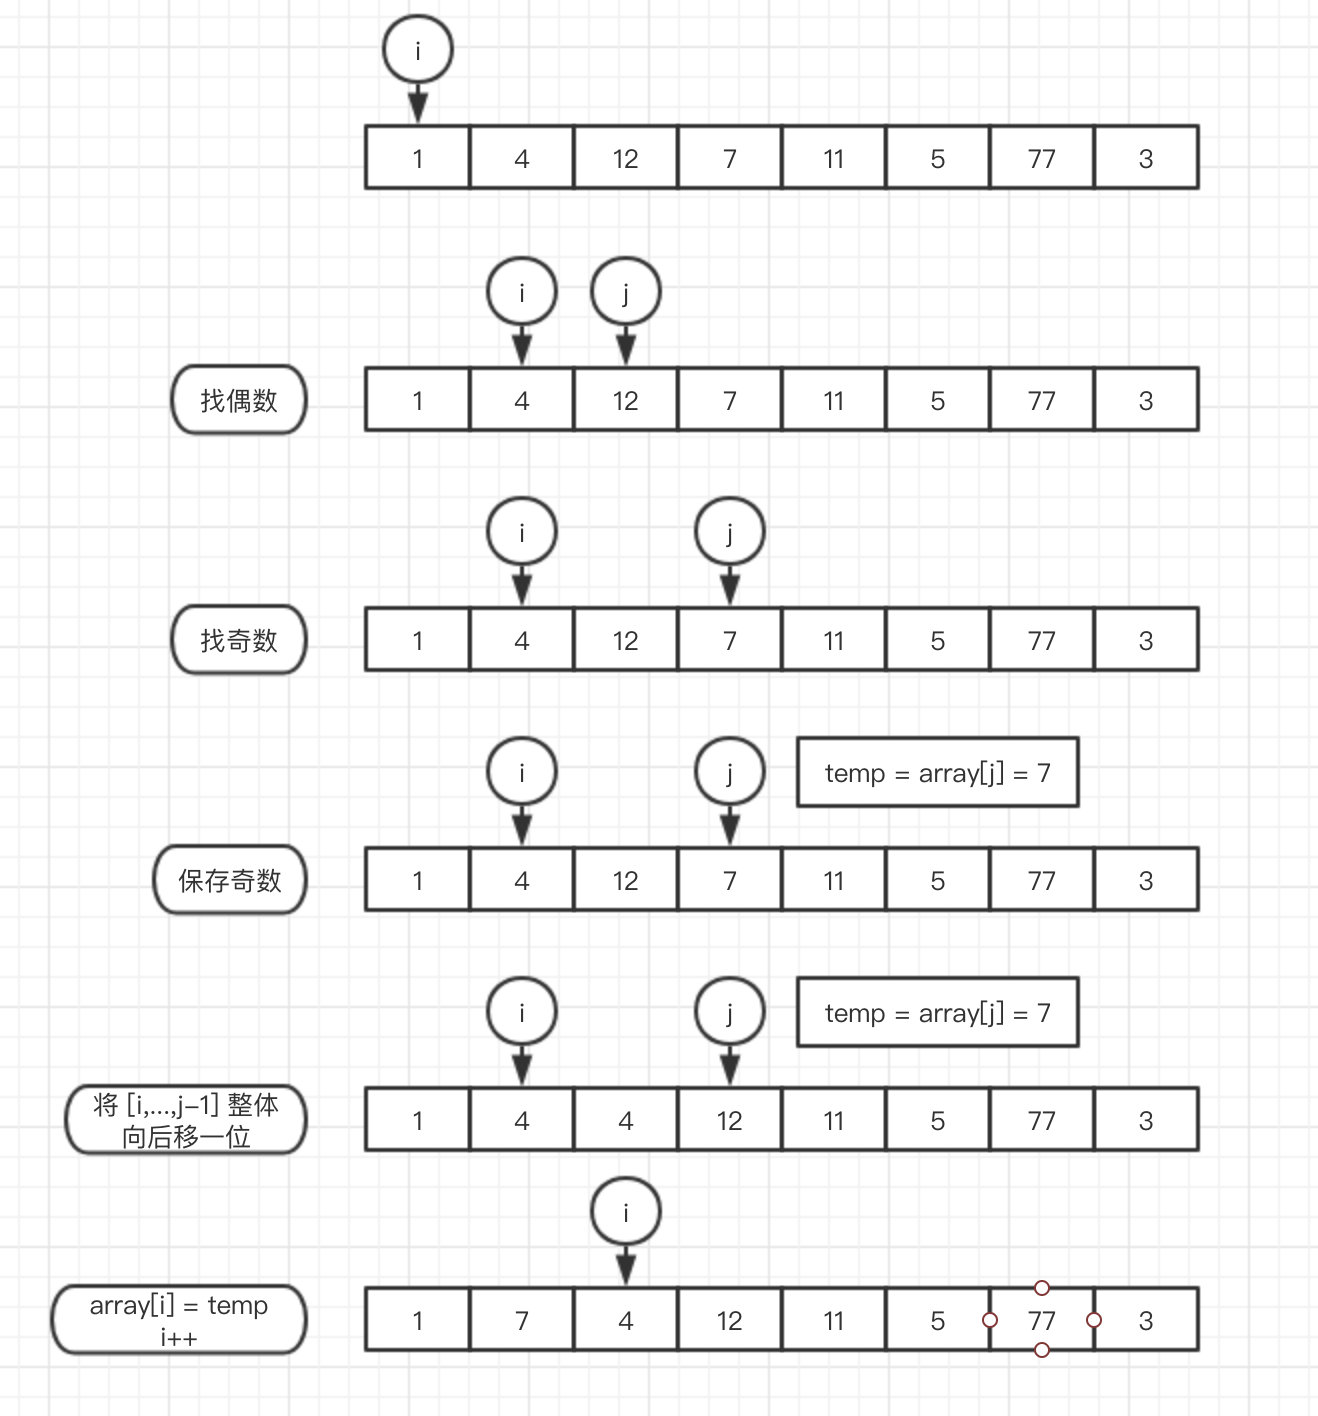 i
1 4 12 7 11 5 77 3
i j
找偶数 1 4 12 7 11 5 77 3
i j
找奇数 1 4 12 7 11 5 77 3
i j temp = array[j] = 7
保存奇数 1 4 12 7 11 5 77 3
i j temp = array[j] = 7
将 [i,...,j-1] 整体
向后移一位
1 4 4 12 11 5 77 3
i
array[i] = temp
i++
1 7 4 12 11 5 77 3